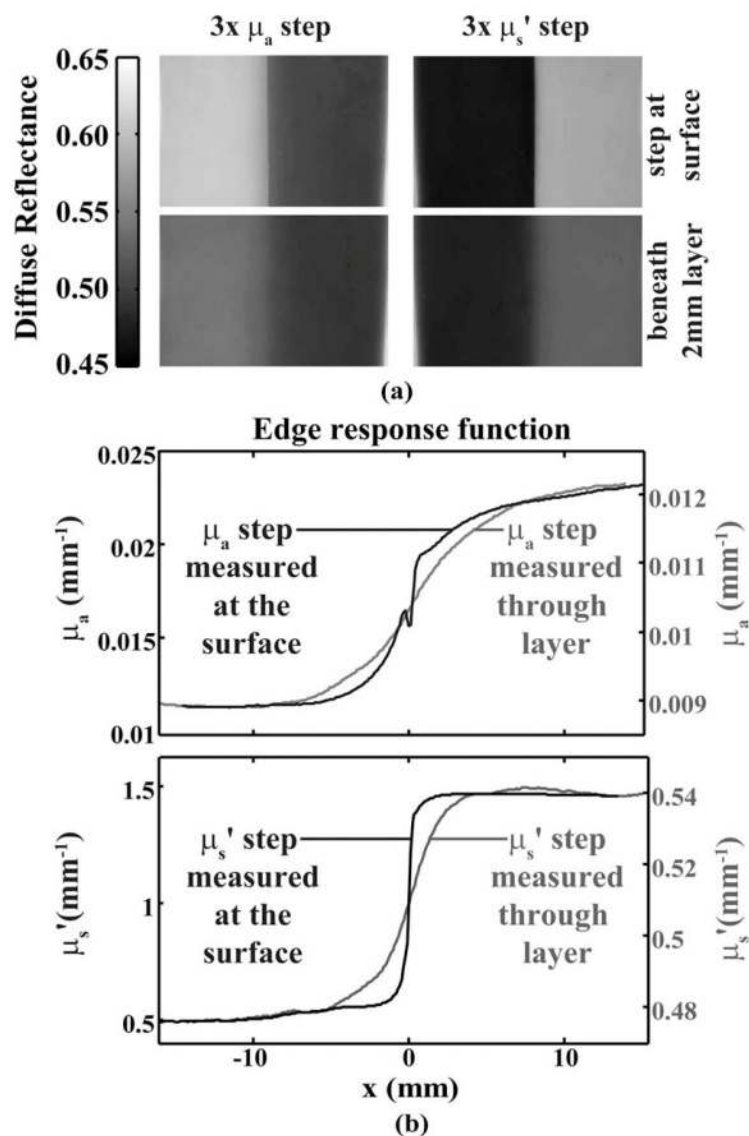 3x μa step
3x μs' step
Diffuse Reflectance
0.65
0.60
0.55
0.50
0.45
step at
surface
beneath
2mm layer
(a)
Edge response function
μa (mm-1)
0.025
0.02
0.015
0.01
μa step
measured
at the
surface
μa step
measured
through
layer
0.012
0.011
0.01
0.009
μa (mm-1)
μs'(mm-1)
1.5
1
0.5
μs' step
measured
at the
surface
μs' step
measured
through
layer
0.54
0.52
0.5
0.48
μs'(mm-1)
-10
0
10
x (mm)
(b)